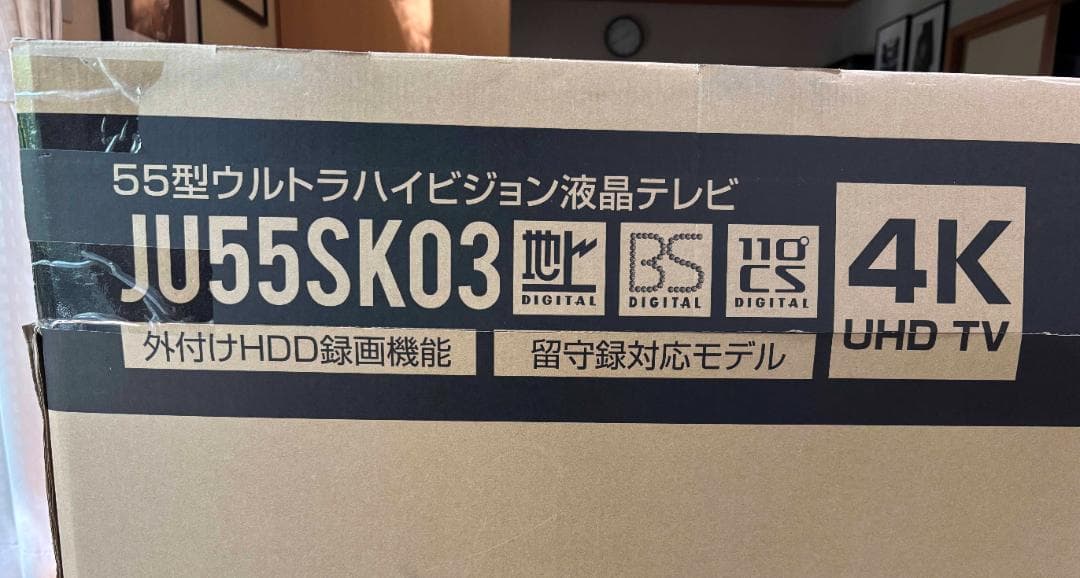 55型ウルトラハイビジョン液晶テレビ
JU55SK03
地上 DIGITAL
BS DIGITAL
110° CS DIGITAL
4K
UHD TV
外付けHDD録画機能
留守録対応モデル